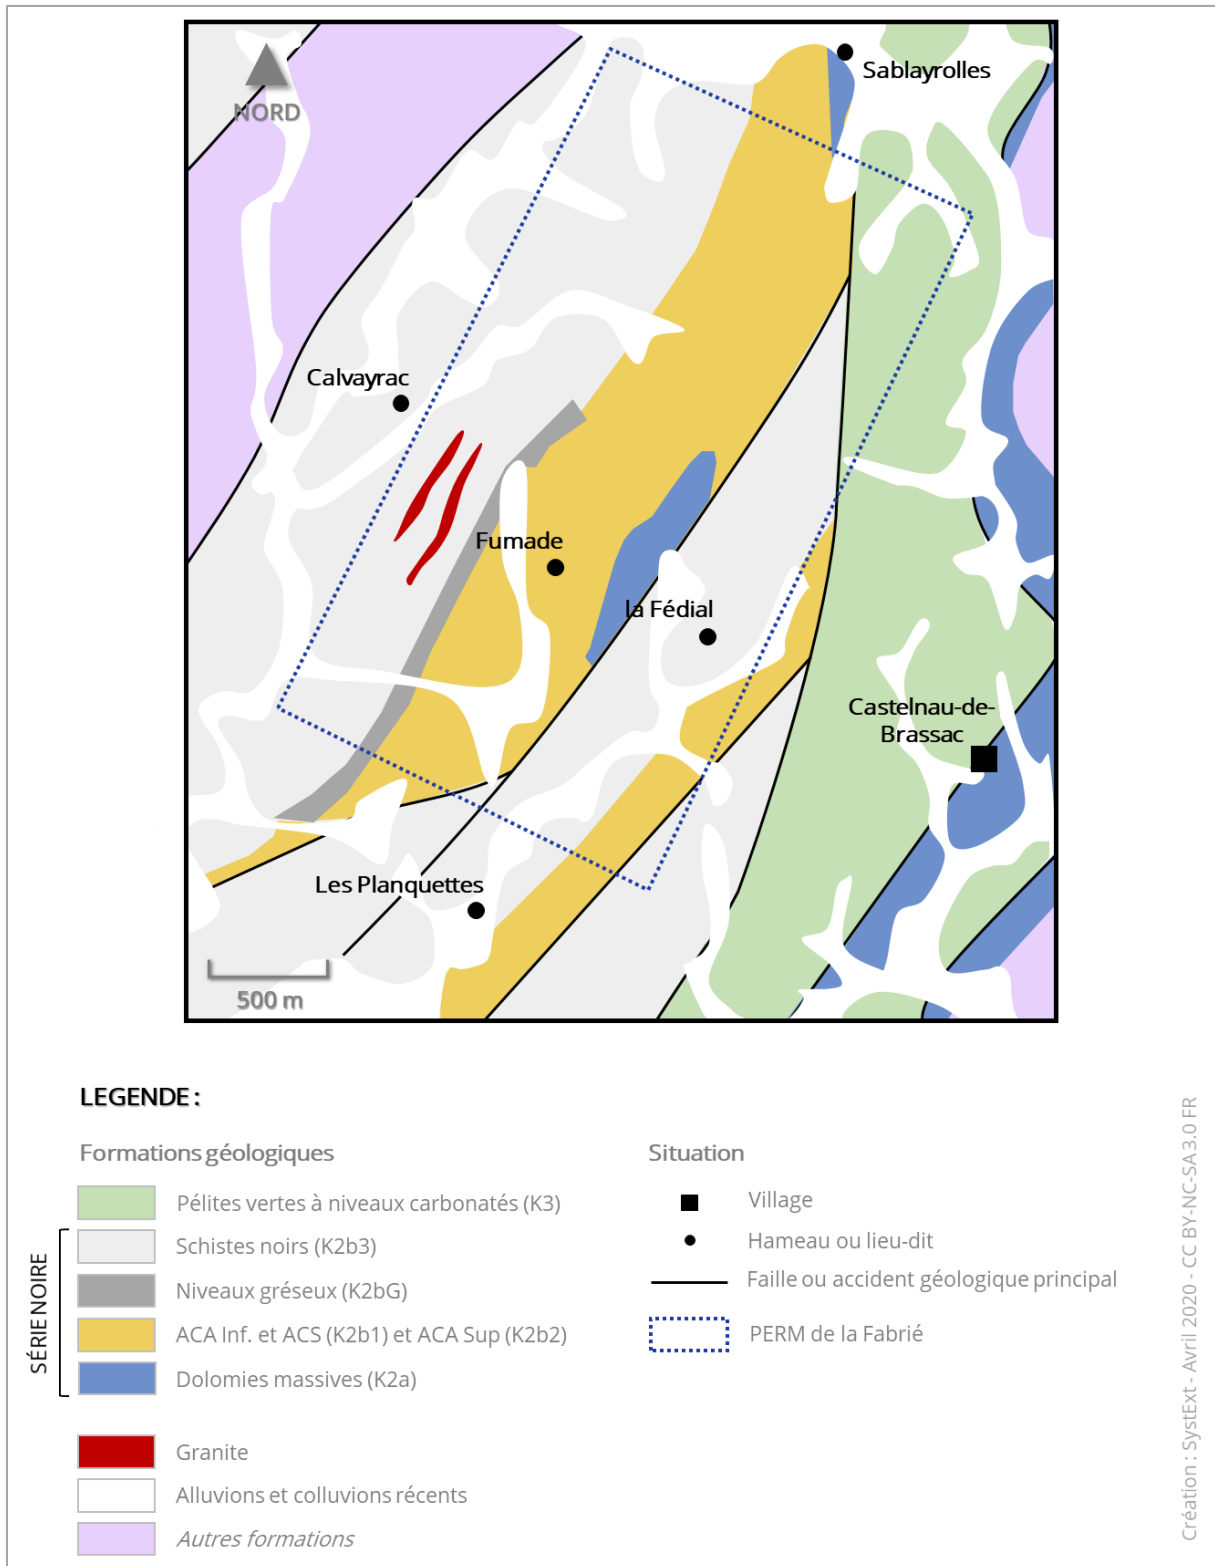 NORD
Sablayrolles
Calvayrac
Fumade
la Fédial
Castelnau-de-
Brassac
Les Planquettes
500 m
LEGENDE :
Formations géologiques
Pélites vertes à niveaux carbonatés (K3)
SÉRIE NOIRE
Schistes noirs (K2b3)
Niveaux gréseux (K2bG)
ACA Inf. et ACS (K2b1) et ACA Sup (K2b2)
Dolomies massives (K2a)
Granite
Alluvions et colluvions récents
Autres formations
Situation
Village
Hameau ou lieu-dit
Faille ou accident géologique principal
PERM de la Fabrié
Création : SystExt - Avril 2020 - CC BY-NC-SA 3.0 FR